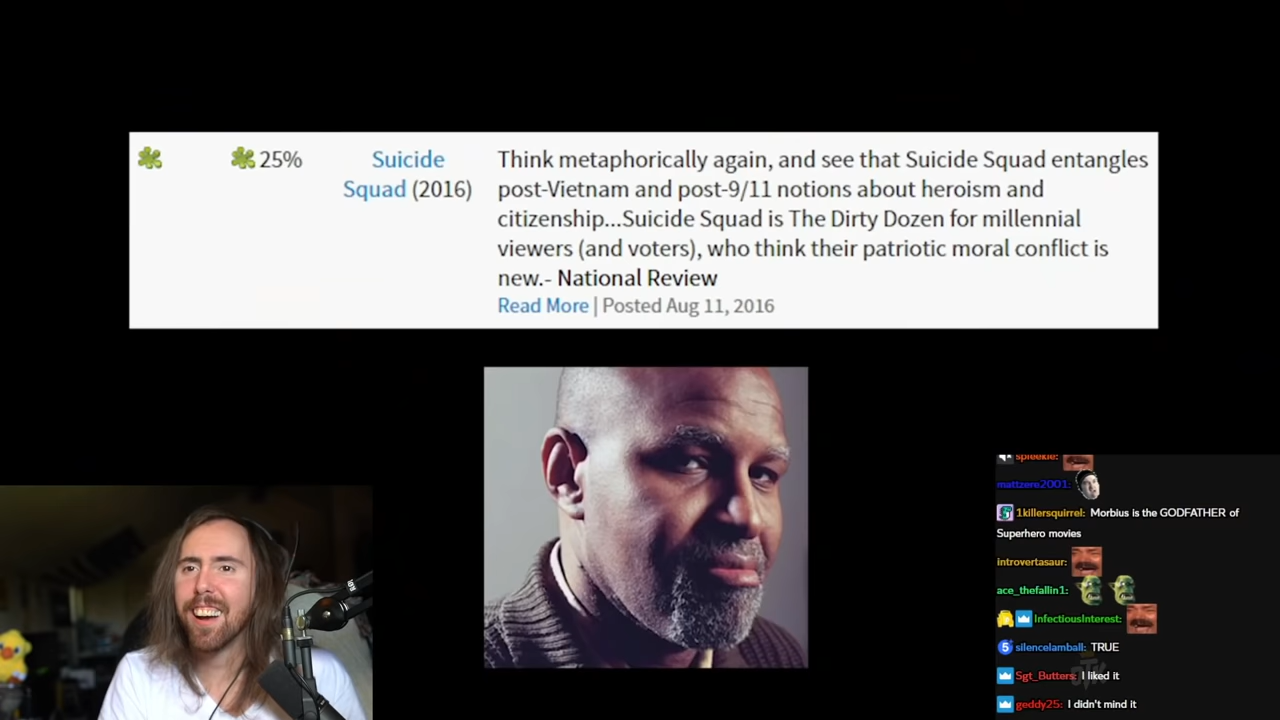 25%
Suicide
Squad (2016)
Think metaphorically again, and see that Suicide Squad entangles
post-Vietnam and post-9/11 notions about heroism and
citizenship...Suicide Squad is The Dirty Dozen for millennial
viewers (and voters), who think their patriotic moral conflict is
new.- National Review
Read More | Posted Aug 11, 2016
spleekie:
mattzere2001:
1killersquirrel: Morbius is the GODFATHER of
Superhero movies
introvertasaur:
ace_thefallin1:
InfectiousInterest:
5 silencelamball: TRUE
Sgt_Butters: I liked it
geddy25: I didn't mind it